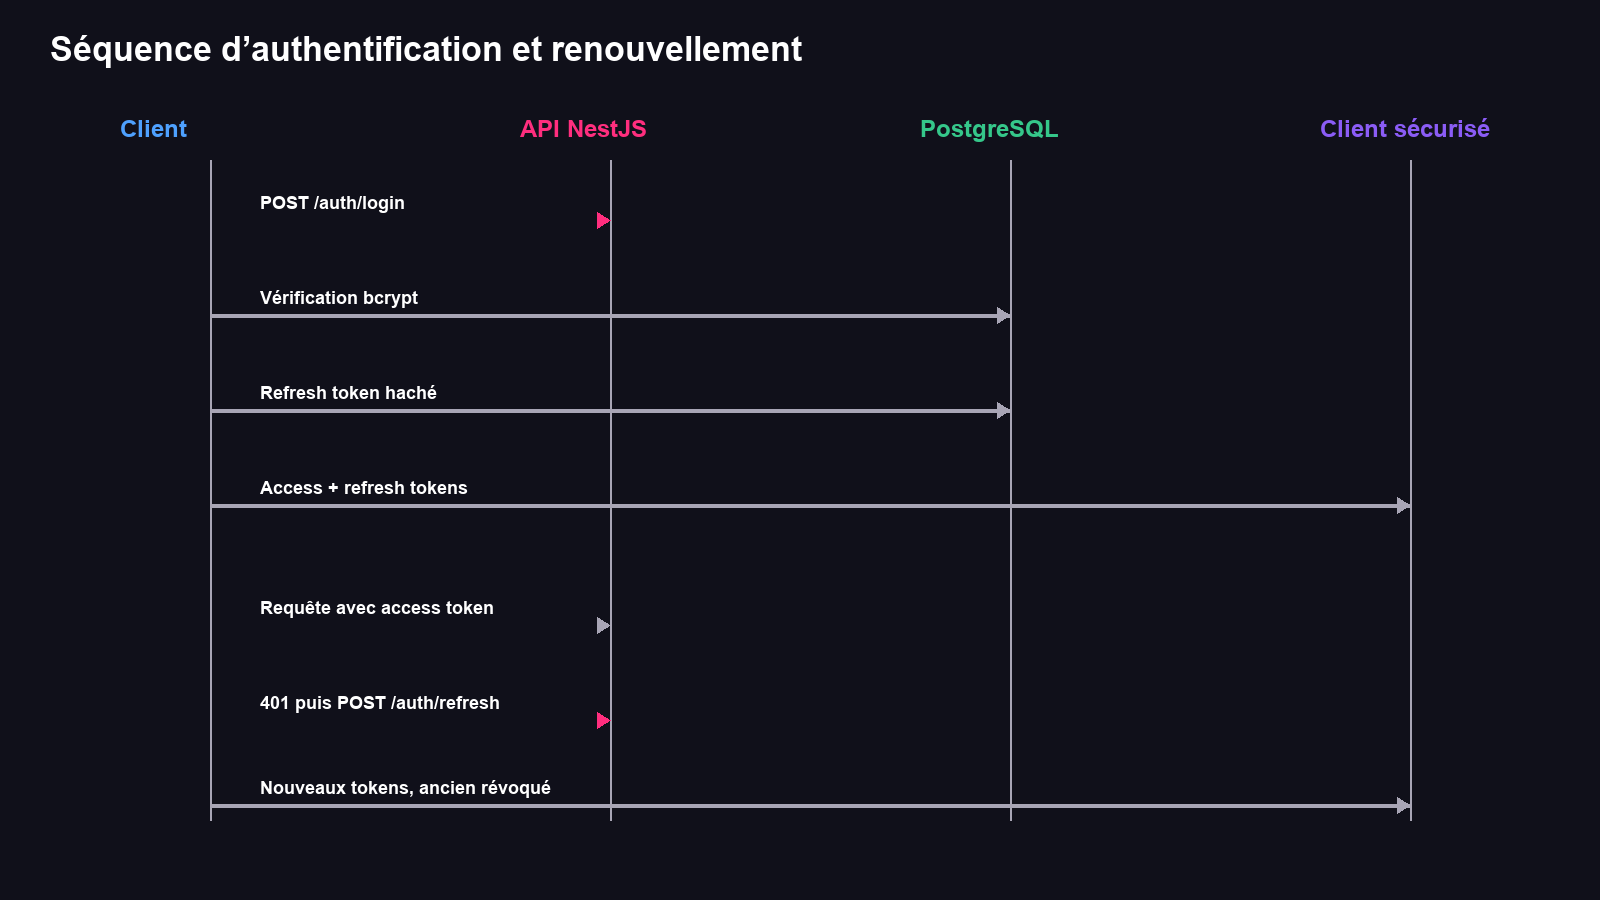 Séquence d’authentification et renouvellement
Client
API NestJS
PostgreSQL
Client sécurisé
POST /auth/login
Vérification bcrypt
Refresh token haché
Access + refresh tokens
Requête avec access token
401 puis POST /auth/refresh
Nouveaux tokens, ancien révoqué